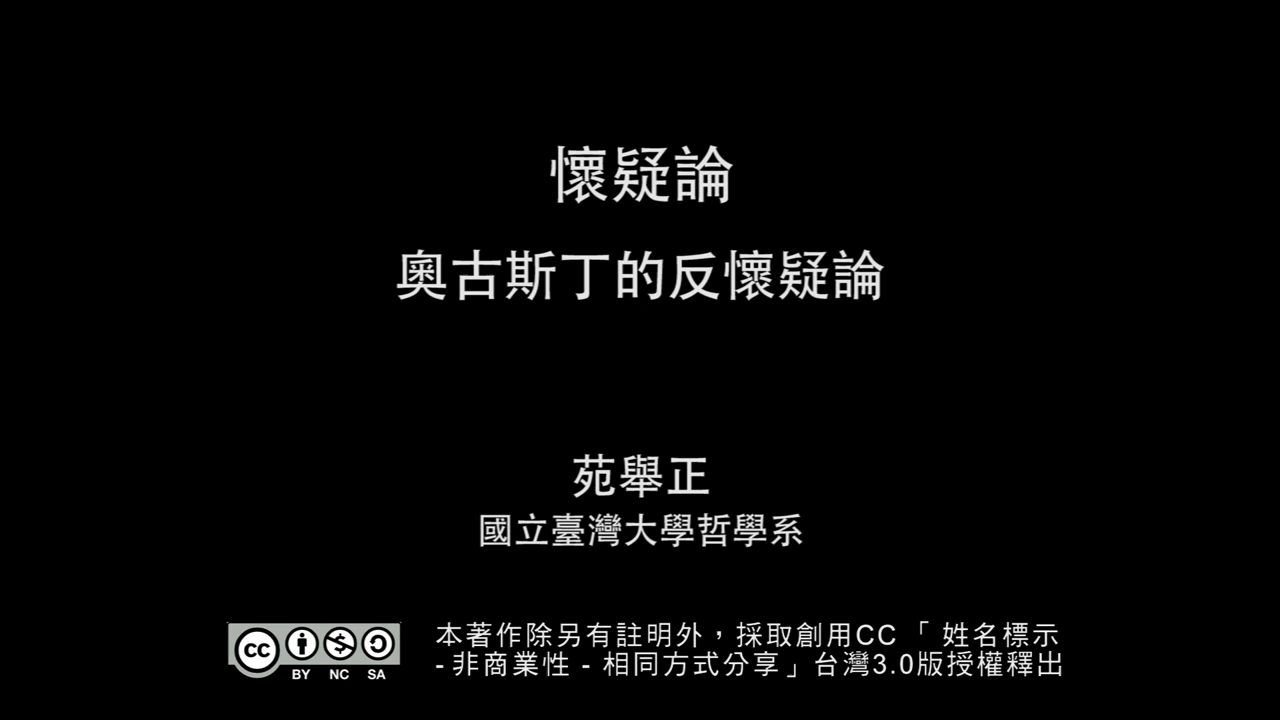 懷疑論
奧古斯丁的反懷疑論
苑舉正
國立臺灣大學哲學系
cc BY NC SA
本著作除另有註明外，採取創用CC「 姓名標示
- 非商業性 - 相同方式分享」台灣3.0版授權釋出